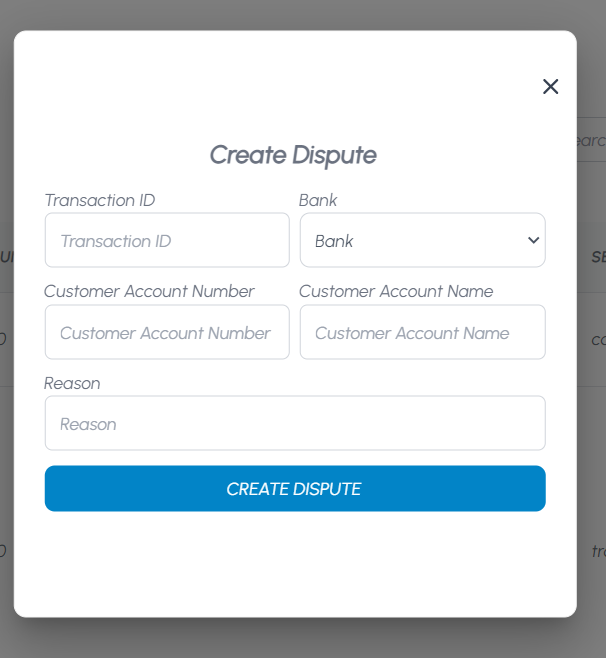 Create Dispute
Transaction ID
Bank
Transaction ID
Bank
Customer Account Number
Customer Account Name
Customer Account Number
Customer Account Name
Reason
Reason
CREATE DISPUTE